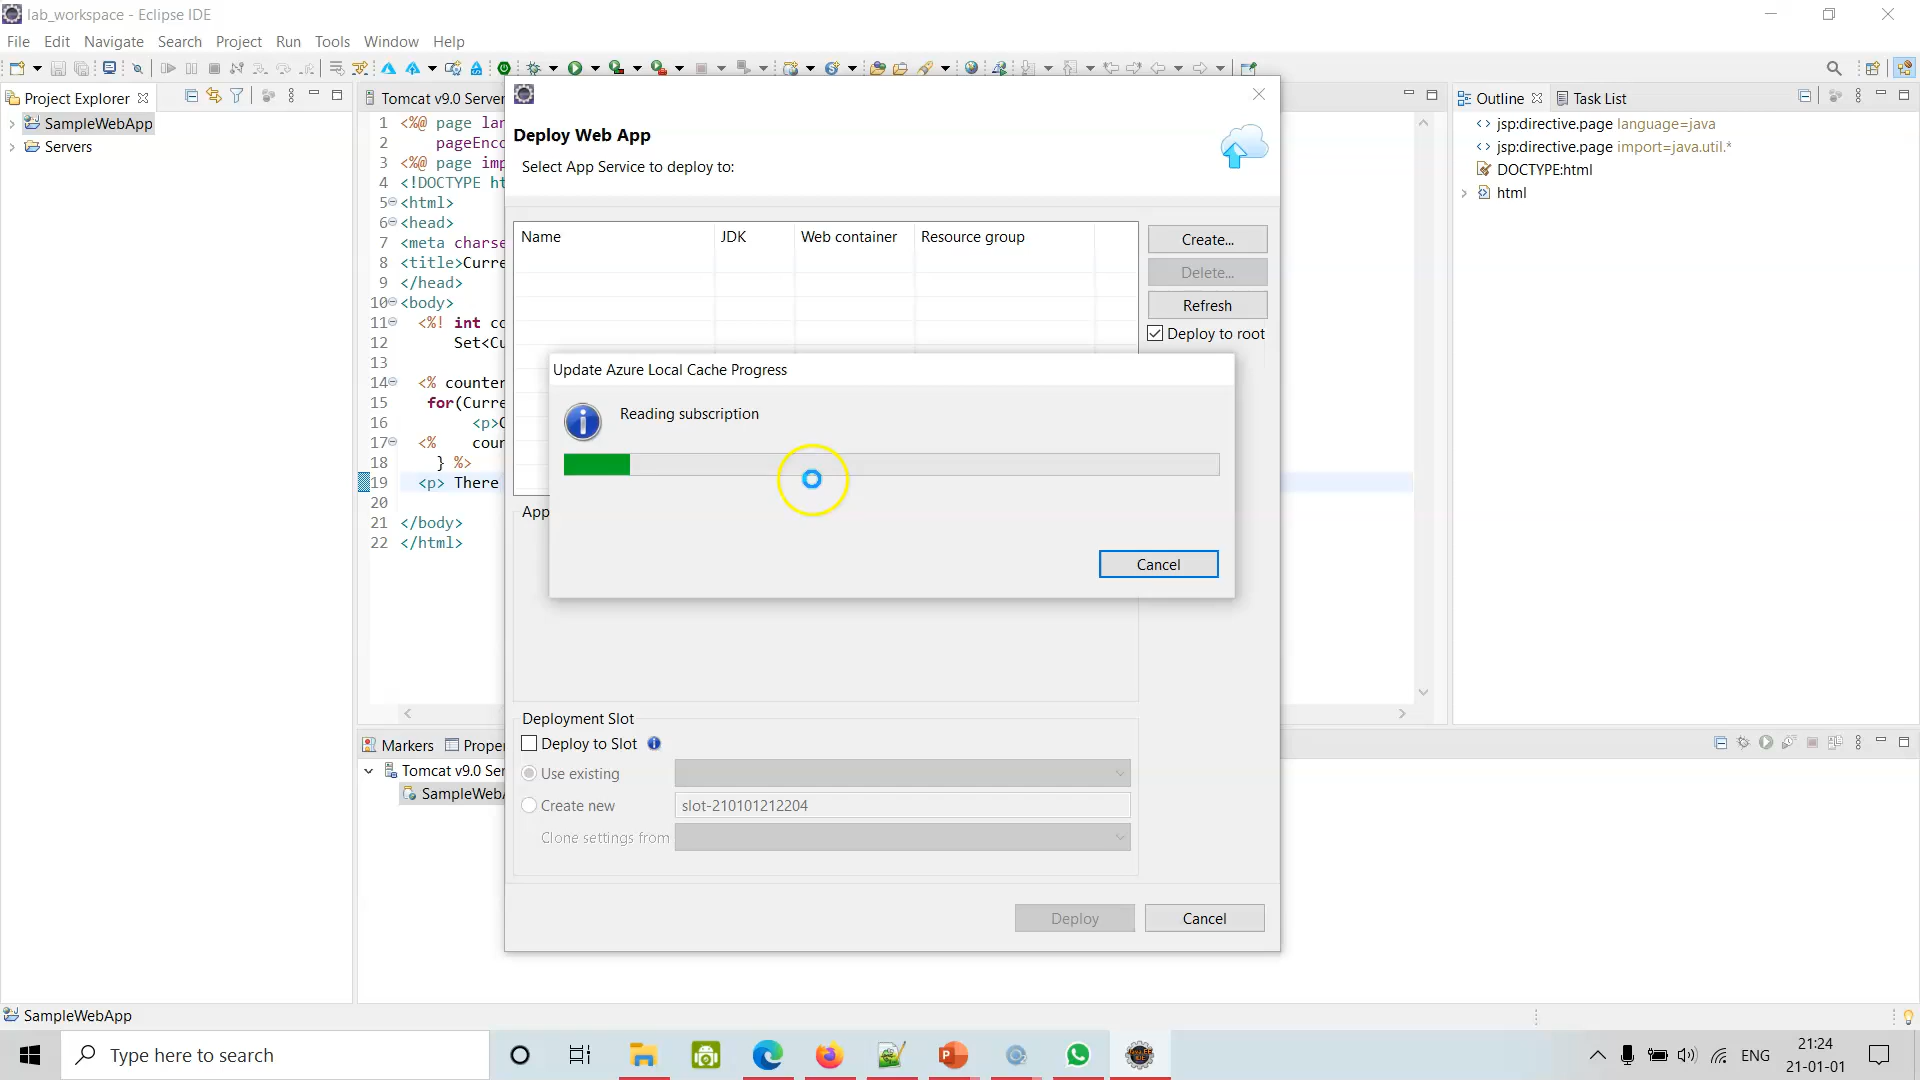 lab_workspace - Eclipse IDE
File Edit Navigate Search Project Run Tools Window Help
Project Explorer
SampleWebApp
Servers
Tomcat v9.0 Server
1 <%@ page lan
2 pageEnco
3 <%@ page imp
4 <!DOCTYPE ht
5 <html>
6 <head>
7 <meta charse
8 <title>Curre
9 </head>
10 <body>
11 <%! int co
12 Set<Cu
13
14 <% counter
15 for(Curre
16 <p>C
17 <% coun
18 } %>
19 <p> There
20
21 </body>
22 </html>
Deploy Web App
Select App Service to deploy to:
Name JDK Web container Resource group
Create...
Delete...
Refresh
Deploy to root
Update Azure Local Cache Progress
Reading subscription
Cancel
App
Deployment Slot
Deploy to Slot
Use existing
Create new slot-210101212204
Clone settings from
Deploy Cancel
Outline Task List
jsp:directive.page language=java
jsp:directive.page import=java.util.*
DOCTYPE:html
html
Markers Proper
Tomcat v9.0 Ser
SampleWebA
SampleWebApp
Type here to search
ENG
21:24
21-01-01